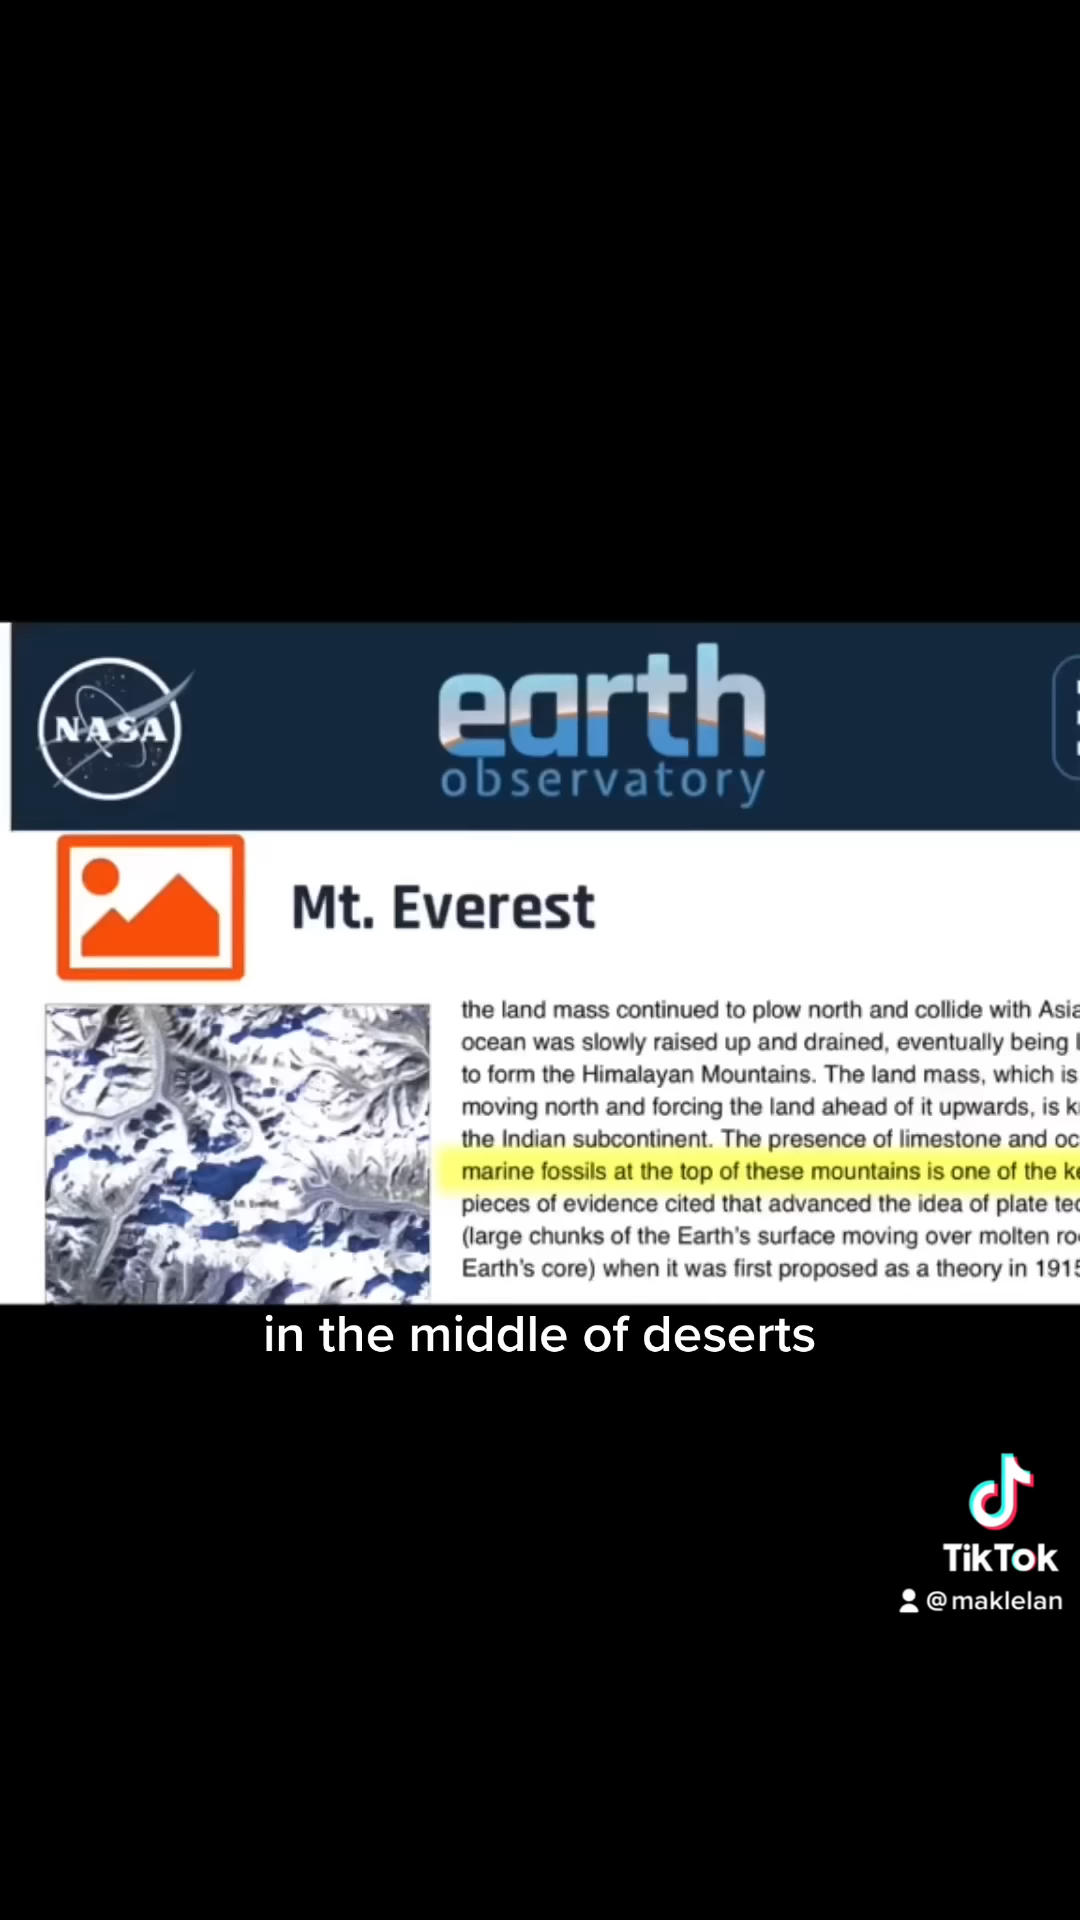 NASA
earth
observatory
Mt. Everest
the land mass continued to plow north and collide with Asia
ocean was slowly raised up and drained, eventually being
to form the Himalayan Mountains. The land mass, which is
moving north and forcing the land ahead of it upwards, is
the Indian subcontinent. The presence of limestone and
marine fossils at the top of these mountains is one of the
pieces of evidence cited that advanced the idea of plate
(large chunks of the Earth's surface moving over molten
Earth's core) when it was first proposed as a theory in 1915
Mt. Everest
in the middle of deserts
TikTok
@maklelan